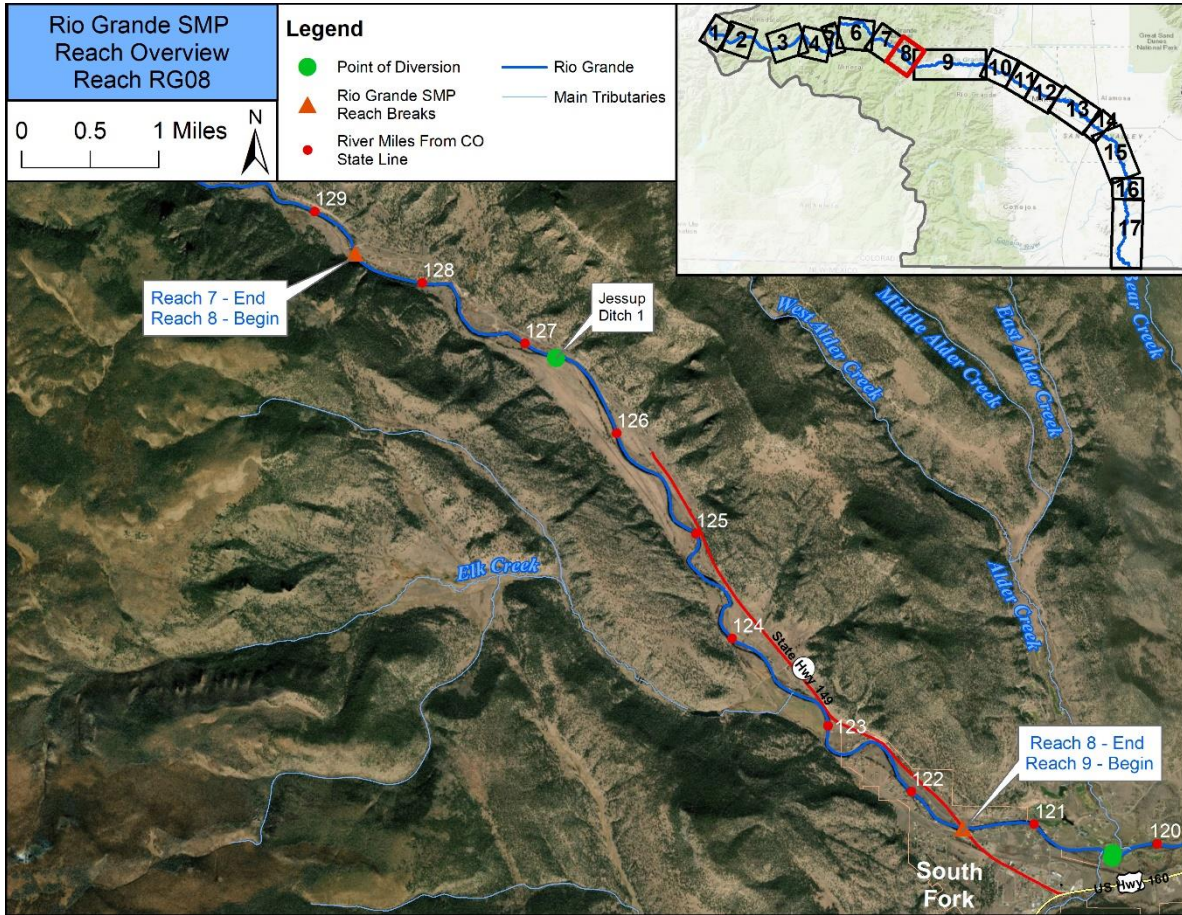 Rio Grande SMP
Reach Overview
Reach RG08
0 0.5 1 Miles
N
Legend
Point of Diversion
Rio Grande SMP
Reach Breaks
River Miles From CO
State Line
Rio Grande
Main Tributaries
1
2
3
4
5
6
7
8
9
10
11
12
13
14
15
16
17
129
128
127
126
125
124
123
122
121
120
Reach 7 - End
Reach 8 - Begin
Jessup
Ditch 1
West Alder Creek
Middle Alder Creek
East Alder Creek
Bear Creek
Alder Creek
Elk Creek
State Hwy 149
Reach 8 - End
Reach 9 - Begin
South
Fork
US Hwy 160